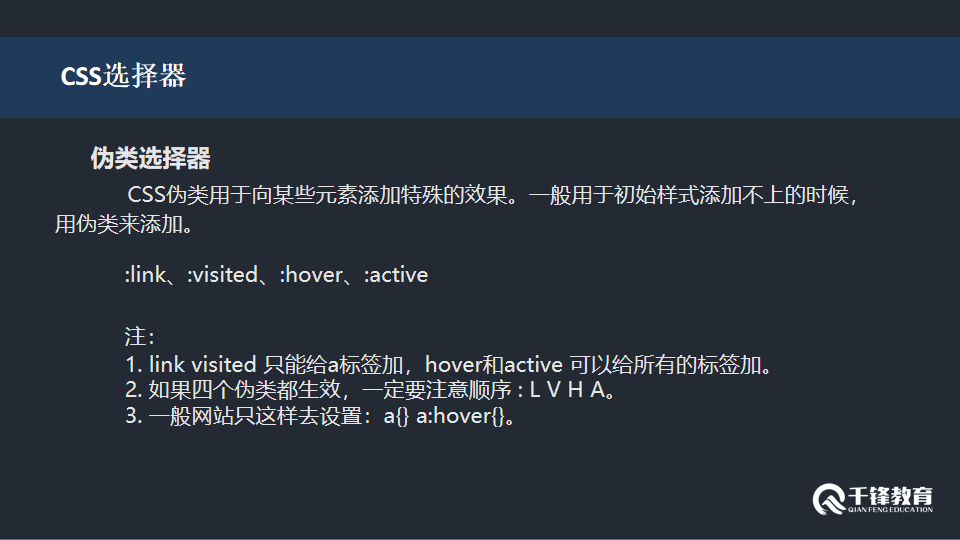 CSS选择器
伪类选择器
CSS伪类用于向某些元素添加特殊的效果。一般用于初始样式添加不上的时候，
用伪类来添加。
:link、:visited、:hover、:active
注：
1. link visited 只能给a标签加，hover和active 可以给所有的标签加。
2. 如果四个伪类都生效，一定要注意顺序 : L V H A。
3. 一般网站只这样去设置：a{} a:hover{}。
千锋教育
QIAN FENG EDUCATION